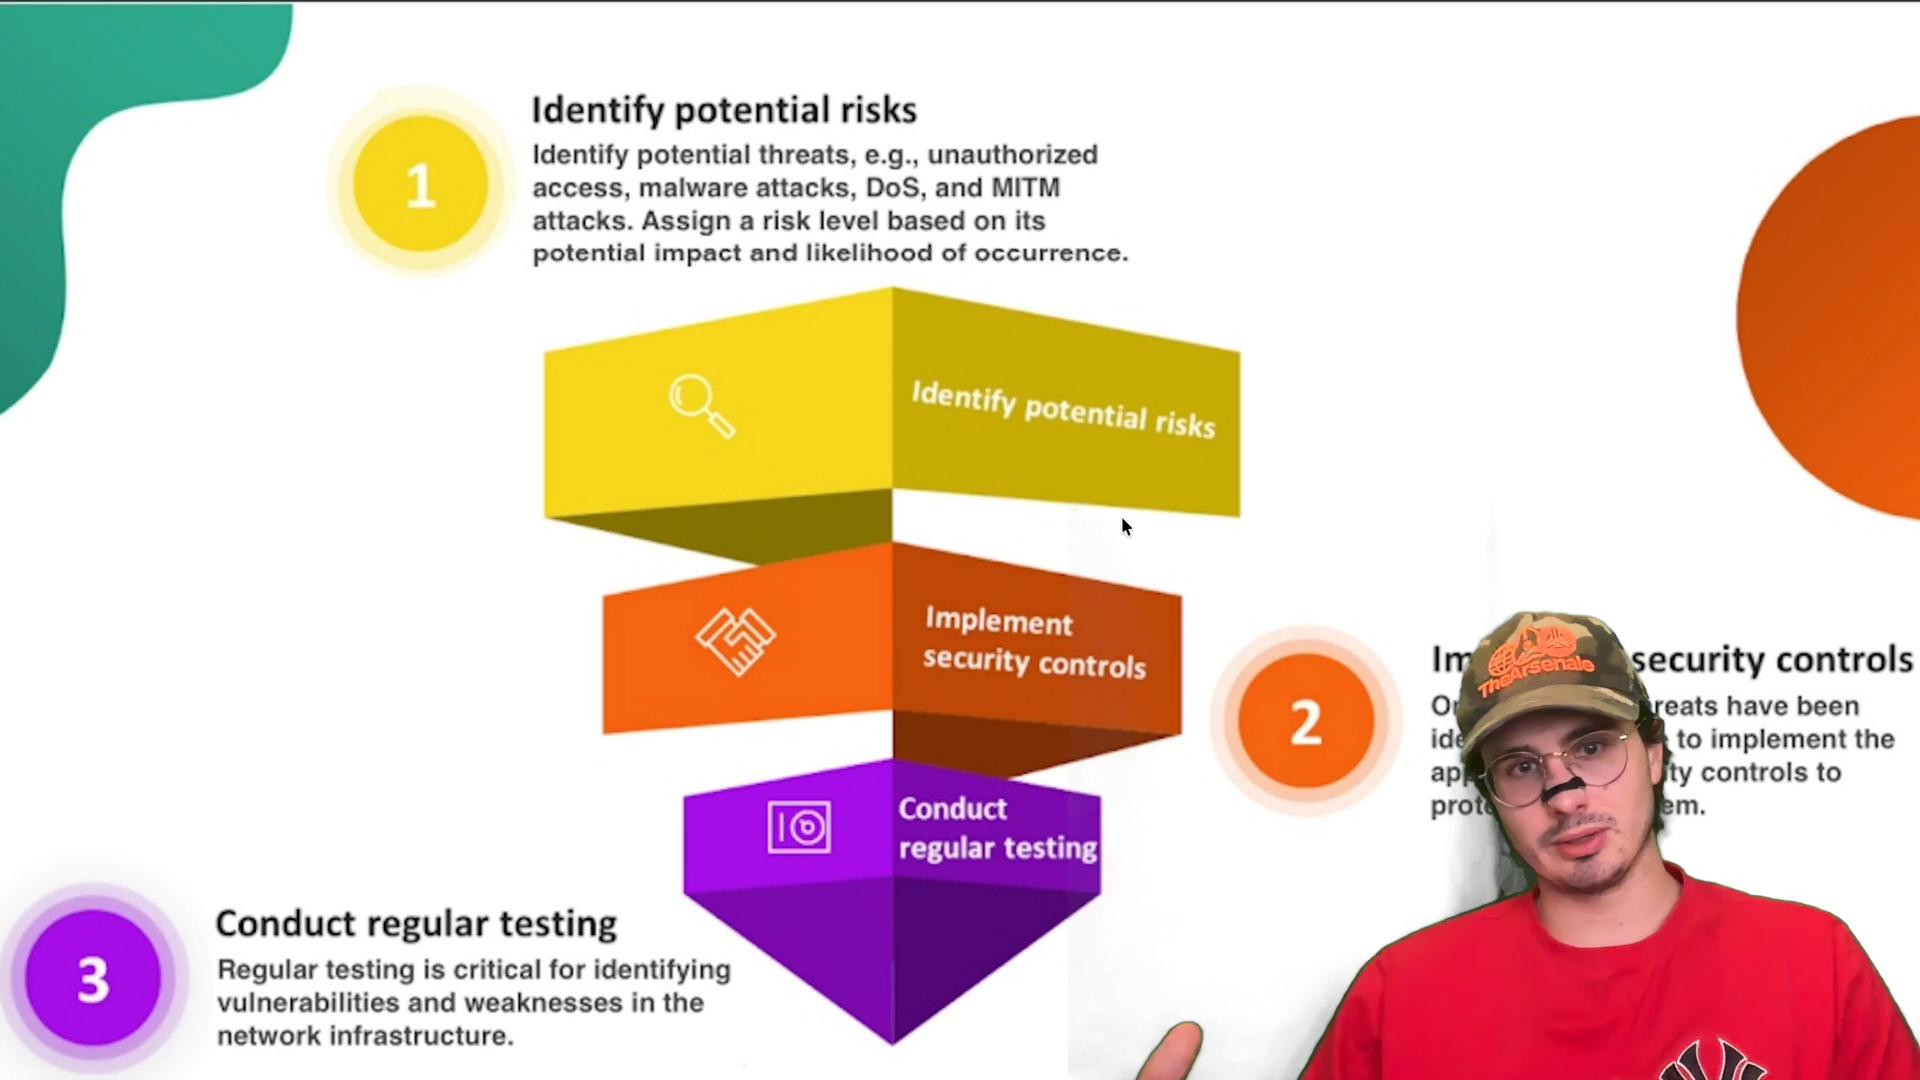 1
Identify potential risks
Identify potential threats, e.g., unauthorized
access, malware attacks, DoS, and MITM
attacks. Assign a risk level based on its
potential impact and likelihood of occurrence.
Identify potential risks
Implement
security controls
Conduct
regular testing
2
security controls
have been
to implement the
controls to
3
Conduct regular testing
Regular testing is critical for identifying
vulnerabilities and weaknesses in the
network infrastructure.
TheArsenale